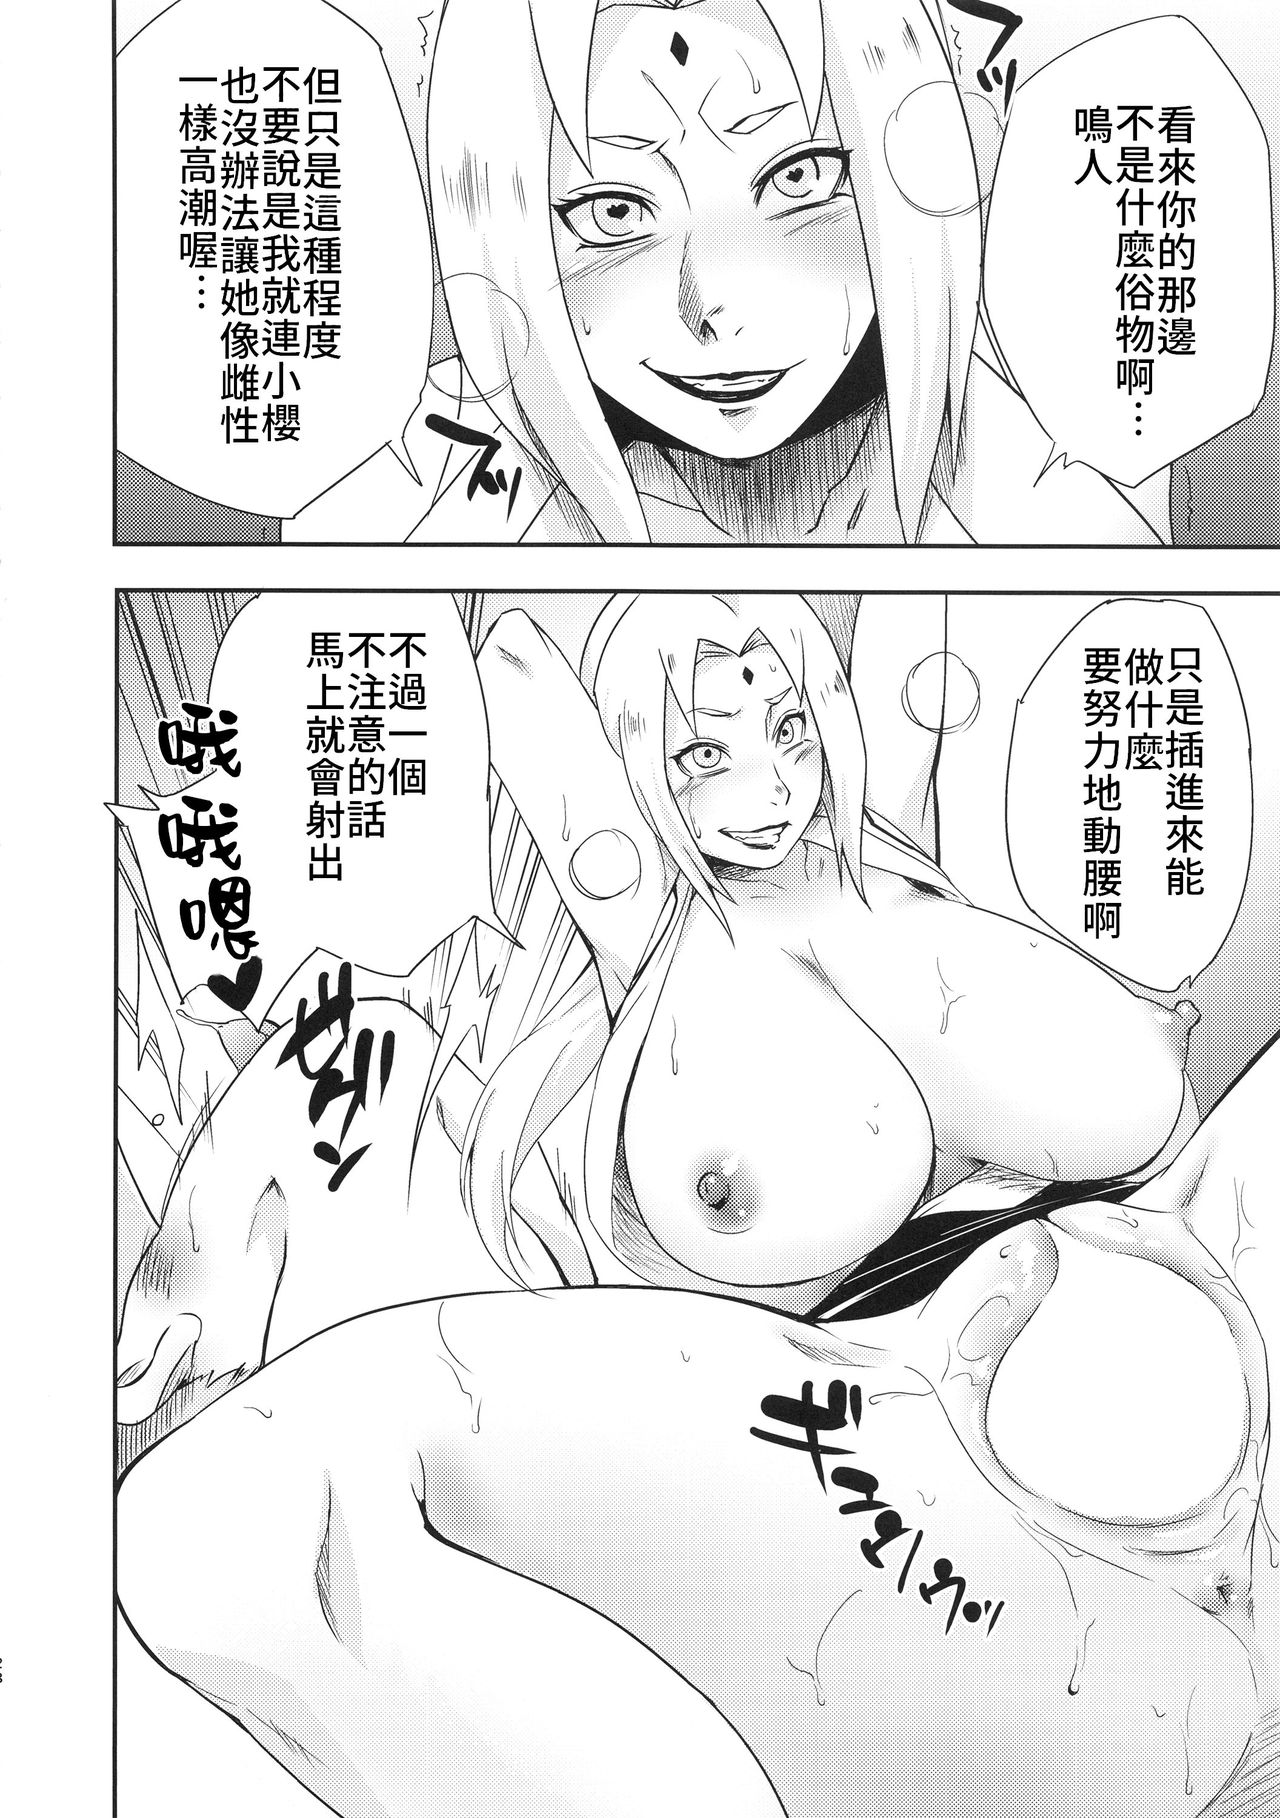 看來你的那邊
不是什麼俗物啊…
鳴人
但只是這種程度
不要說是我就連小櫻
也沒辦法讓她像雌性
一樣高潮喔…
只是插進來能
做什麼
要努力地動腰啊
不過一個
不注意的話
馬上就會射出
哦哦嗯♥